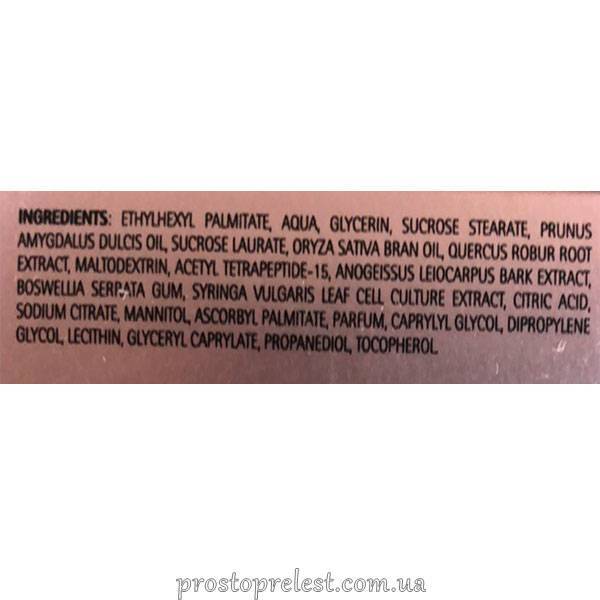 INGREDIENTS: ETHYLHEXYL PALMITATE, AQUA, GLYCERIN, SUCROSE STEARATE, PRUNUS
AMYGDALUS DULCIS OIL, SUCROSE LAURATE, ORYZA SATIVA BRAN OIL, QUERCUS ROBUR ROOT
EXTRACT, MALTODEXTRIN, ACETYL TETRAPEPTIDE-15, ANOGEISSUS LEIOCARPUS BARK EXTRACT,
BOSWELLIA SERRATA GUM, SYRINGA VULGARIS LEAF CELL CULTURE EXTRACT, CITRIC ACID,
SODIUM CITRATE, MANNITOL, ASCORBYL PALMITATE, PARFUM, CAPRYLYL GLYCOL, DIPROPYLENE
GLYCOL, LECITHIN, GLYCERYL CAPRYLATE, PROPANEDIOL, TOCOPHEROL.
prostoprelest.com.ua